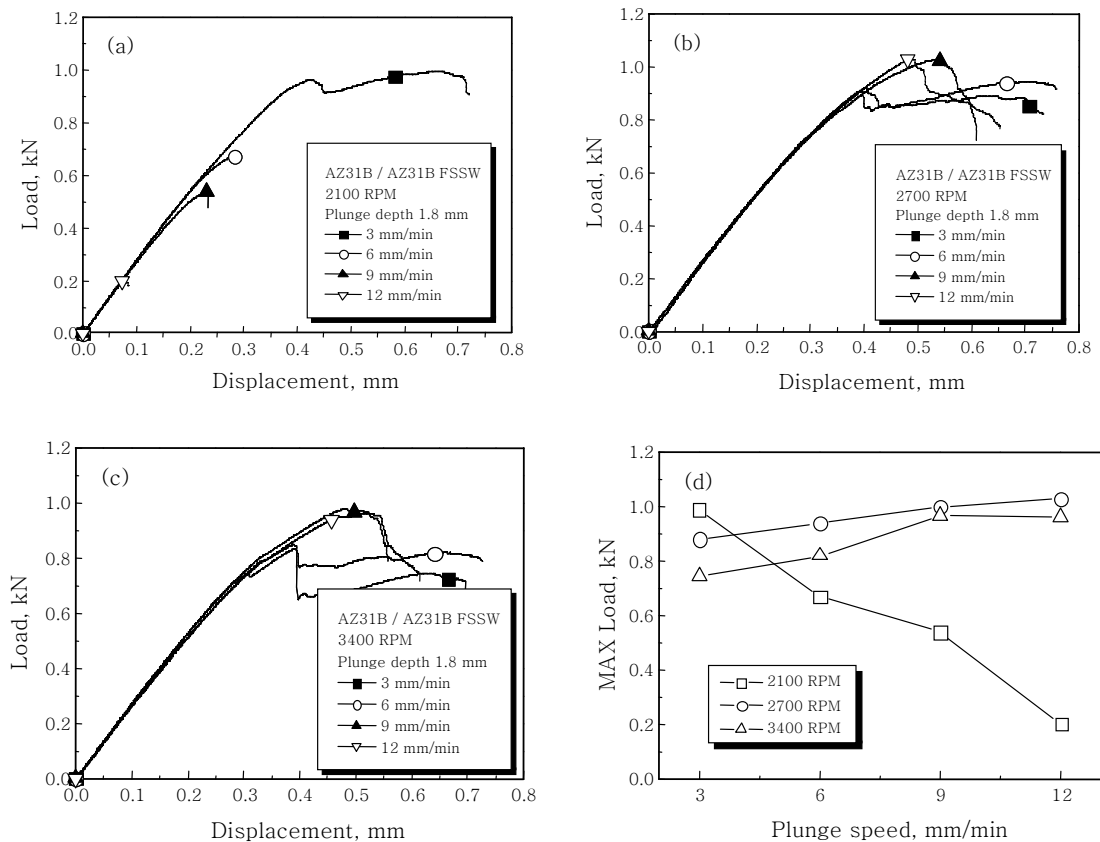 (a)
1.2
1.0
0.8
0.6
0.4
0.2
0.0
Load, kN
0.0 0.1 0.2 0.3 0.4 0.5 0.6 0.7 0.8
Displacement, mm
AZ31B / AZ31B FSSW
2100 RPM
Plunge depth 1.8 mm
3 mm/min
6 mm/min
9 mm/min
12 mm/min
(b)
1.2
1.0
0.8
0.6
0.4
0.2
0.0
Load, kN
0.0 0.1 0.2 0.3 0.4 0.5 0.6 0.7 0.8
Displacement, mm
AZ31B / AZ31B FSSW
2700 RPM
Plunge depth 1.8 mm
3 mm/min
6 mm/min
9 mm/min
12 mm/min
(c)
1.2
1.0
0.8
0.6
0.4
0.2
0.0
Load, kN
0.0 0.1 0.2 0.3 0.4 0.5 0.6 0.7 0.8
Displacement, mm
AZ31B / AZ31B FSSW
3400 RPM
Plunge depth 1.8 mm
3 mm/min
6 mm/min
9 mm/min
12 mm/min
(d)
1.2
1.0
0.8
0.6
0.4
0.2
0.0
MAX Load, kN
3 6 9 12
Plunge speed, mm/min
2100 RPM
2700 RPM
3400 RPM